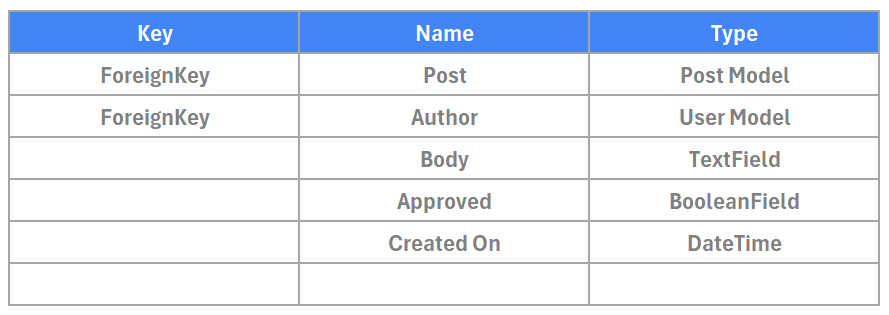 Key Name Type
ForeignKey Post Post Model
ForeignKey Author User Model
Body TextField
Approved BooleanField
Created On DateTime